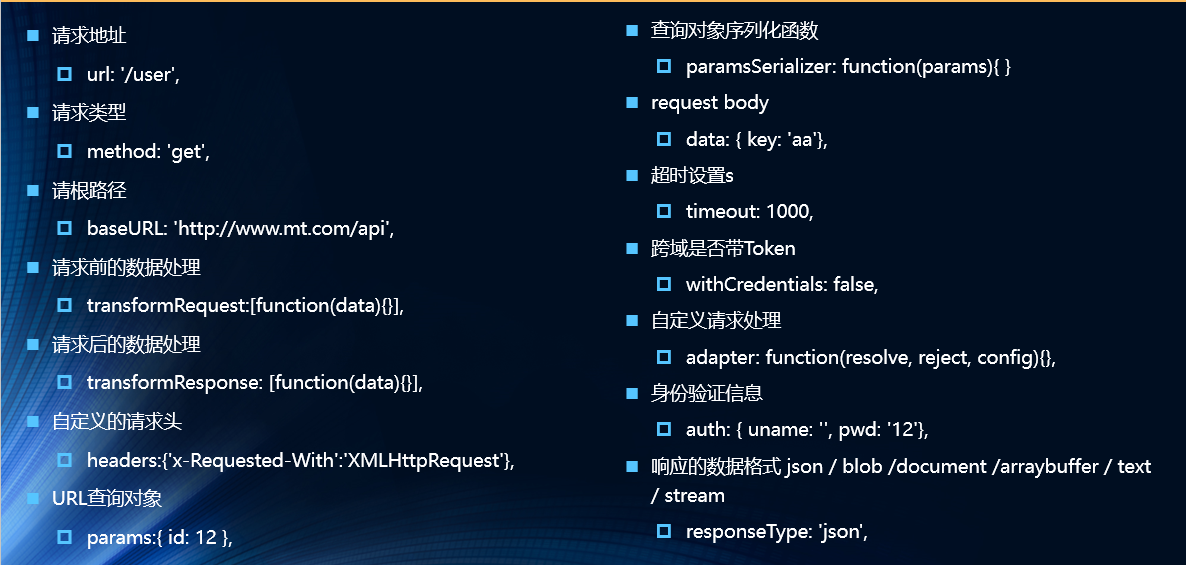 请求地址
url: '/user',
请求类型
method: 'get',
请根路径
baseURL: 'http://www.mt.com/api',
请求前的数据处理
transformRequest:[function(data){}],
请求后的数据处理
transformResponse: [function(data){}],
自定义的请求头
headers:{'x-Requested-With':'XMLHttpRequest'},
URL查询对象
params:{ id: 12 },
查询对象序列化函数
paramsSerializer: function(params){ }
request body
data: { key: 'aa'},
超时设置s
timeout: 1000,
跨域是否带Token
withCredentials: false,
自定义请求处理
adapter: function(resolve, reject, config){},
身份验证信息
auth: { uname: '', pwd: '12'},
响应的数据格式 json / blob /document /arraybuffer / text
/ stream
responseType: 'json',